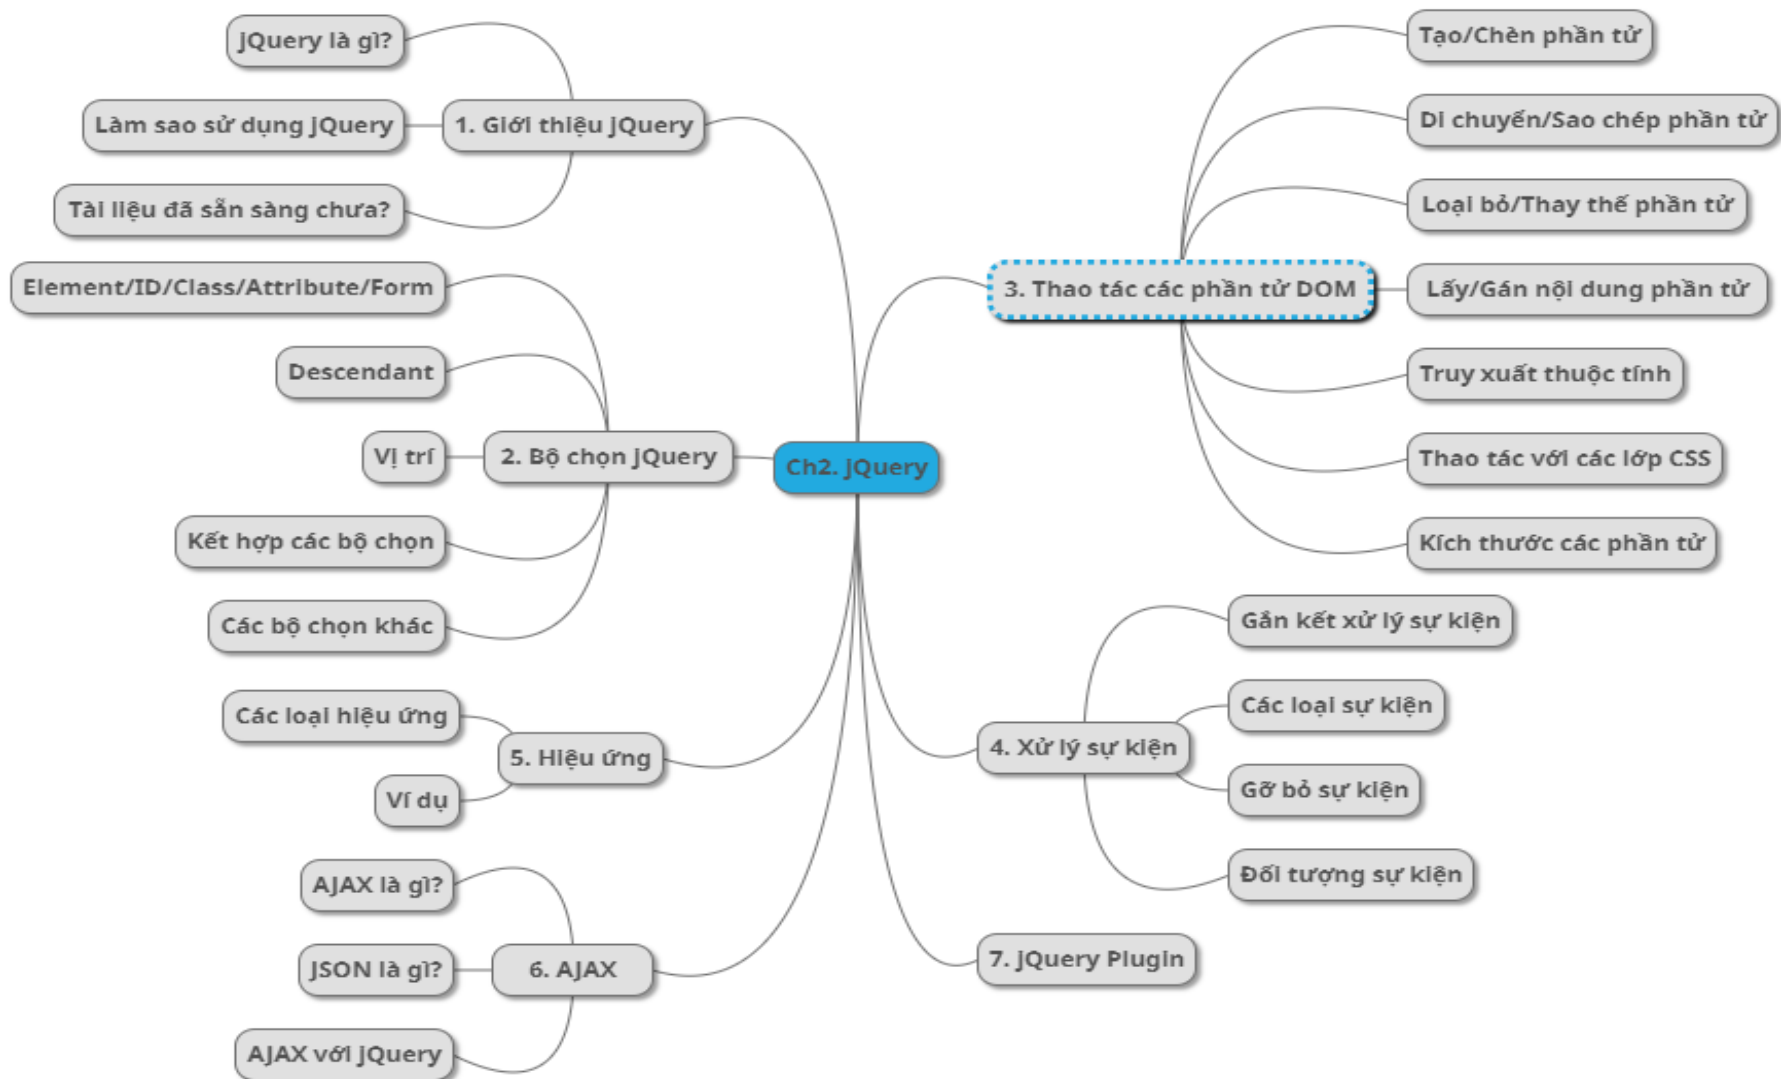 Ch2. jQuery
1. Giới thiệu jQuery
jQuery là gì?
Làm sao sử dụng jQuery
Tài liệu đã sẵn sàng chưa?
2. Bộ chọn jQuery
Element/ID/Class/Attribute/Form
Descendant
Vị trí
Kết hợp các bộ chọn
Các bộ chọn khác
3. Thao tác các phần tử DOM
Tạo/Chèn phần tử
Di chuyển/Sao chép phần tử
Loại bỏ/Thay thế phần tử
Lấy/Gán nội dung phần tử
Truy xuất thuộc tính
Thao tác với các lớp CSS
Kích thước các phần tử
4. Xử lý sự kiện
Gắn kết xử lý sự kiện
Các loại sự kiện
Gỡ bỏ sự kiện
Đối tượng sự kiện
5. Hiệu ứng
Các loại hiệu ứng
Ví dụ
6. AJAX
AJAX là gì?
JSON là gì?
AJAX với jQuery
7. jQuery Plugin